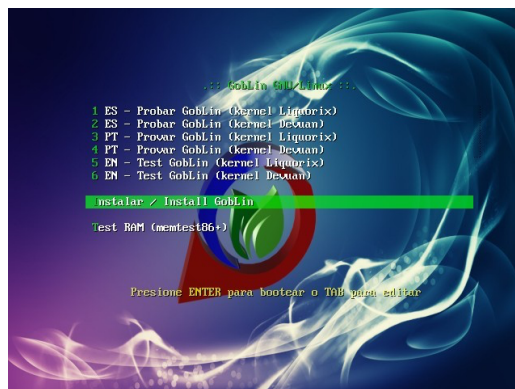 .:: GobLin GNU/Linux ::.
1 ES - Probar GobLin (kernel Liquorix)
2 ES - Probar GobLin (kernel Devuan)
3 PT - Provar GobLin (kernel Liquorix)
4 PT - Provar GobLin (kernel Devuan)
5 EN - Test GobLin (kernel Liquorix)
6 EN - Test GobLin (kernel Devuan)
Instalar / Install GobLin
Test RAM (memtest86+)
Presione ENTER para bootear o TAB para editar